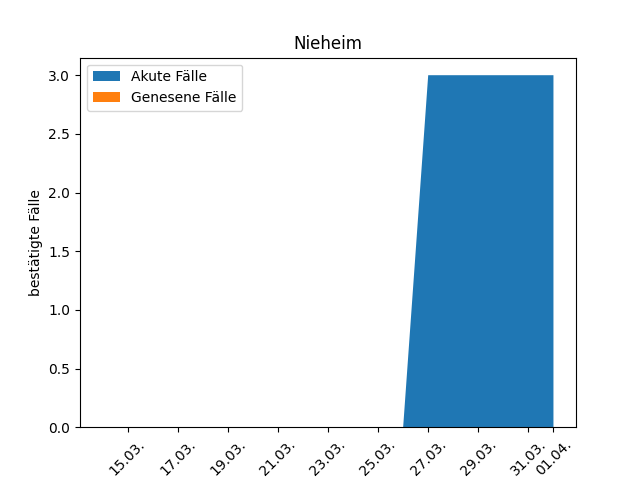 Nieheim
Akute Fälle
Genesene Fälle
bestätigte Fälle
3.0
2.5
2.0
1.5
1.0
0.5
0.0
15.03. 17.03. 19.03. 21.03. 23.03. 25.03. 27.03. 29.03. 31.03. 01.04.